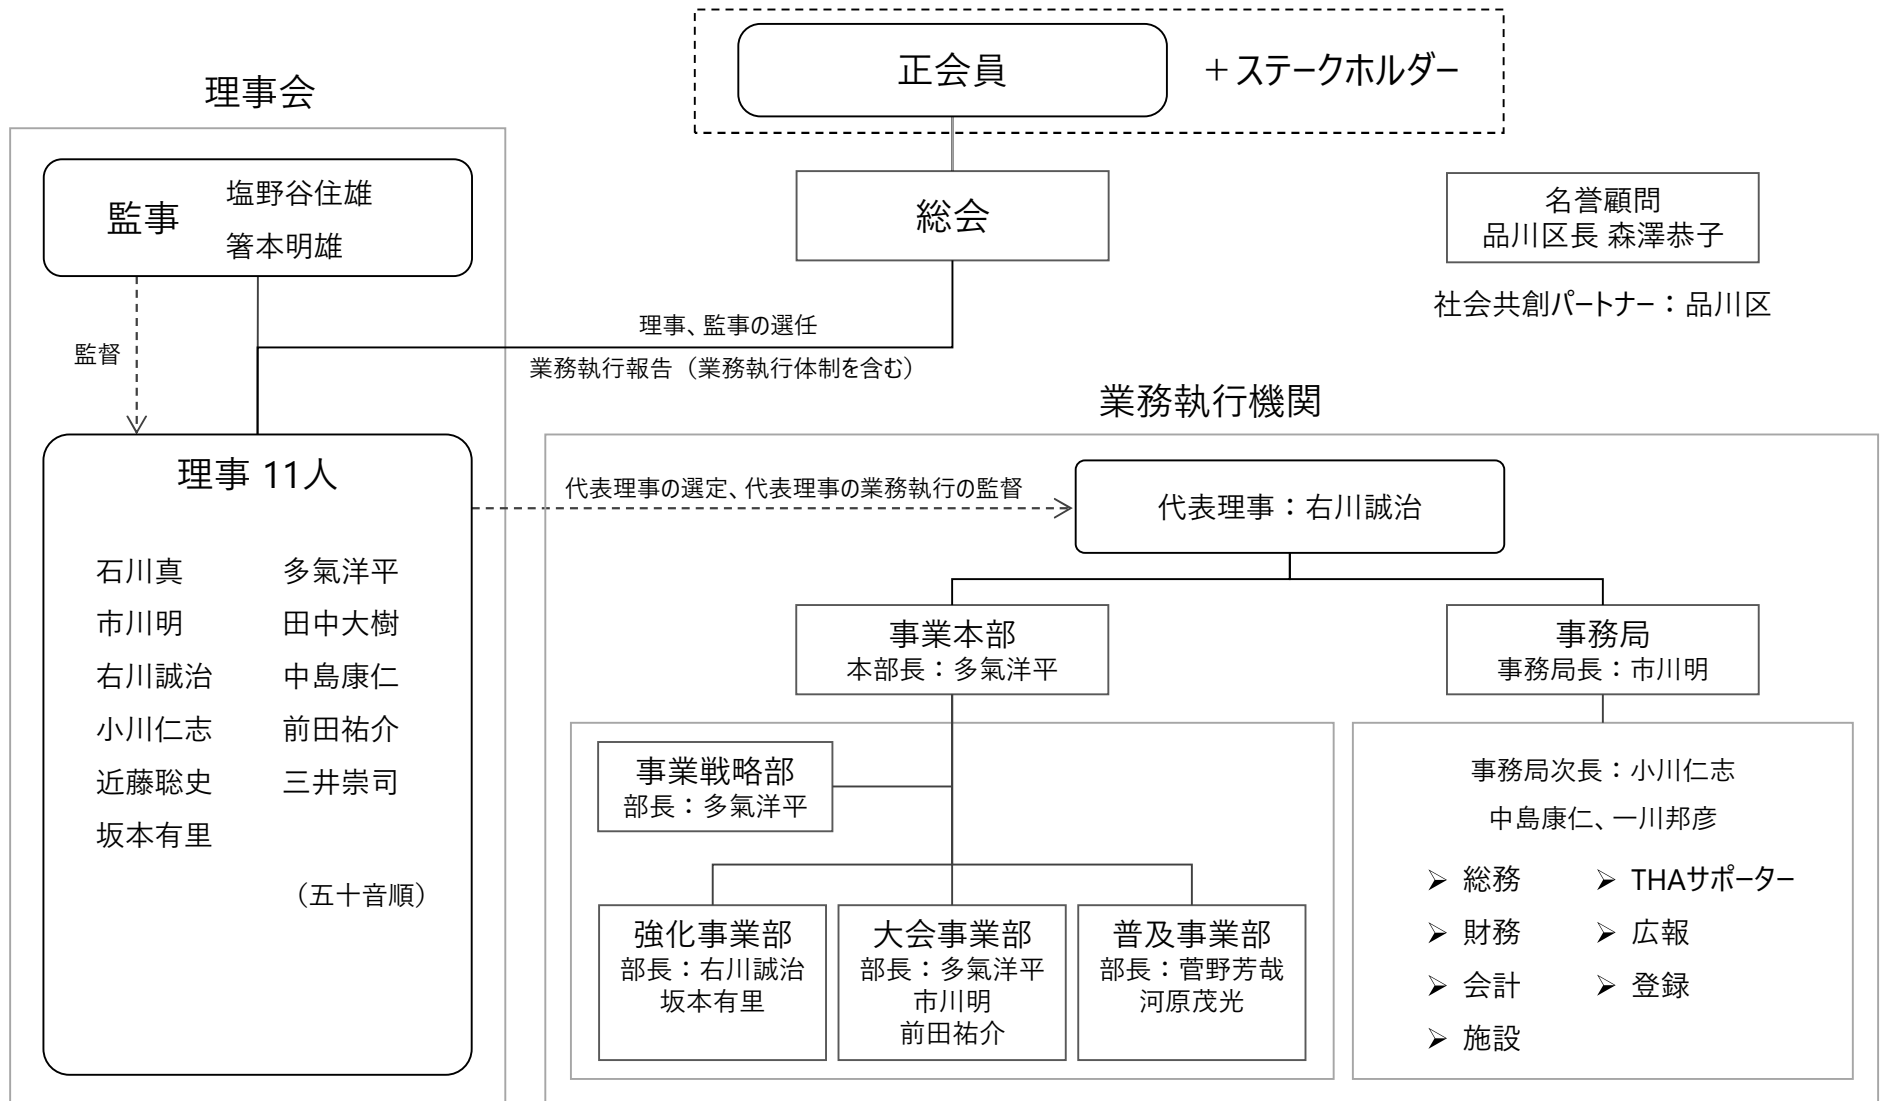 正会員
＋ステークホルダー
理事会
監事
塩野谷住雄
箸本明雄
総会
名誉顧問
品川区長 森澤恭子
社会共創パートナー：品川区
監督
理事、監事の選任
業務執行報告（業務執行体制を含む）
業務執行機関
理事 11人
石川真
市川明
右川誠治
小川仁志
近藤聡史
坂本有里
多氣洋平
田中大樹
中島康仁
前田祐介
三井崇司
（五十音順）
代表理事の選定、代表理事の業務執行の監督
代表理事：右川誠治
事業本部
本部長：多氣洋平
事務局
事務局長：市川明
事業戦略部
部長：多氣洋平
強化事業部
部長：右川誠治
坂本有里
大会事業部
部長：多氣洋平
市川明
前田祐介
普及事業部
部長：菅野芳哉
河原茂光
事務局次長：小川仁志
中島康仁、一川邦彦
➢ 総務
➢ 財務
➢ 会計
➢ 施設
➢ THAサポーター
➢ 広報
➢ 登録